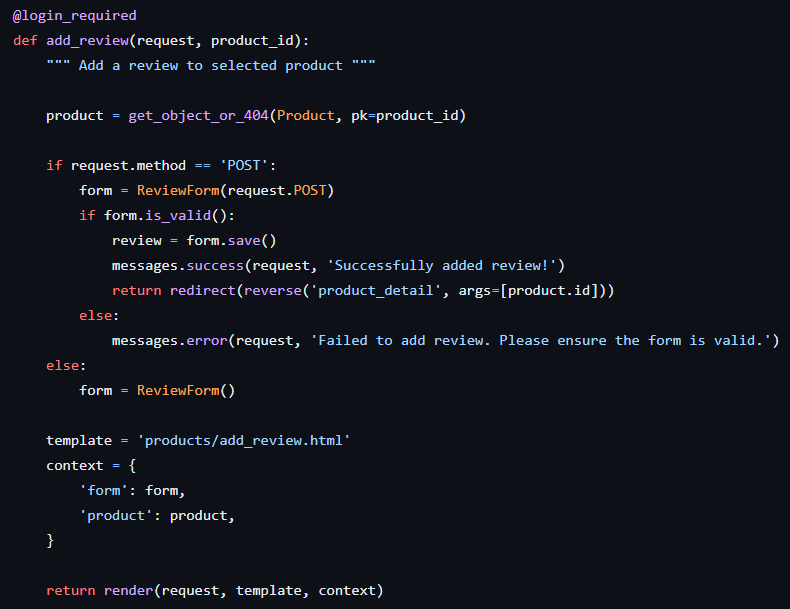 @login_required
def add_review(request, product_id):
    """ Add a review to selected product """

    product = get_object_or_404(Product, pk=product_id)

    if request.method == 'POST':
        form = ReviewForm(request.POST)
        if form.is_valid():
            review = form.save()
            messages.success(request, 'Successfully added review!')
            return redirect(reverse('product_detail', args=[product.id]))
        else:
            messages.error(request, 'Failed to add review. Please ensure the form is valid.')
    else:
        form = ReviewForm()

    template = 'products/add_review.html'
    context = {
        'form': form,
        'product': product,
    }

    return render(request, template, context)